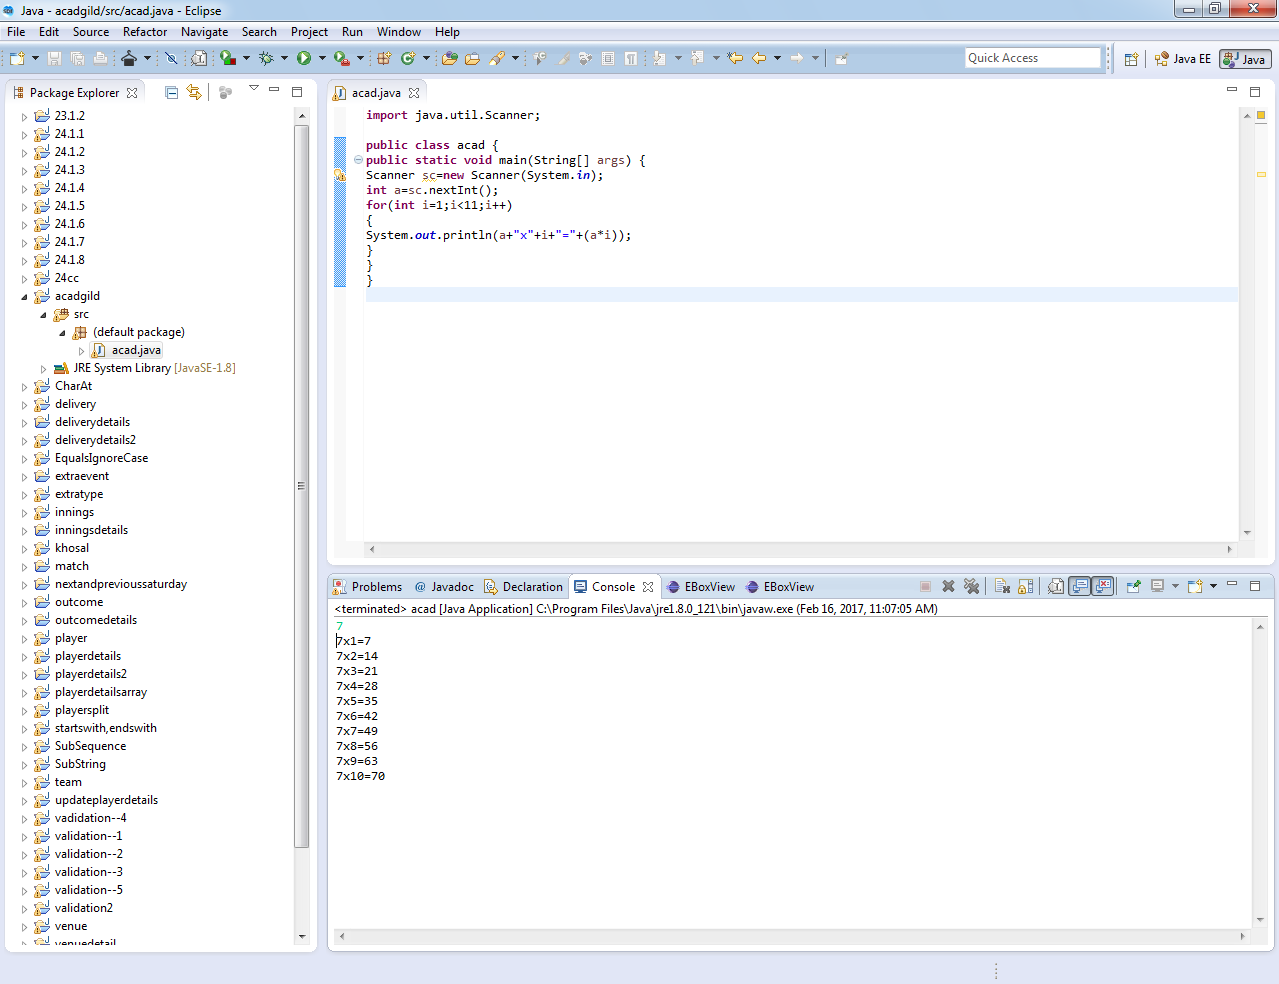 Java - acadgild/src/acad.java - Eclipse
File Edit Source Refactor Navigate Search Project Run Window Help
Quick Access
Java EE
Java
Package Explorer
23.1.2
24.1.1
24.1.2
24.1.3
24.1.4
24.1.5
24.1.6
24.1.7
24.1.8
24cc
acadgild
src
(default package)
acad.java
JRE System Library [JavaSE-1.8]
CharAt
delivery
deliverydetails
deliverydetails2
EqualsIgnoreCase
extraevent
extratype
innings
inningsdetails
khosal
match
nextandprevioussaturday
outcome
outcomedetails
player
playerdetails
playerdetails2
playerdetailsarray
playersplit
startswith,endswith
SubSequence
SubString
team
updateplayerdetails
vadidation--4
validation--1
validation--2
validation--3
validation--5
validation2
venue
venuedetail
acad.java
import java.util.Scanner;
public class acad {
public static void main(String[] args) {
Scanner sc=new Scanner(System.in);
int a=sc.nextInt();
for(int i=1;i<11;i++)
{
System.out.println(a+"x"+i+"="+(a*i));
}
}
}
Problems @ Javadoc Declaration Console EBoxView EBoxView
<terminated> acad [Java Application] C:\Program Files\Java\jre1.8.0_121\bin\javaw.exe (Feb 16, 2017, 11:07:05 AM)
7
7x1=7
7x2=14
7x3=21
7x4=28
7x5=35
7x6=42
7x7=49
7x8=56
7x9=63
7x10=70